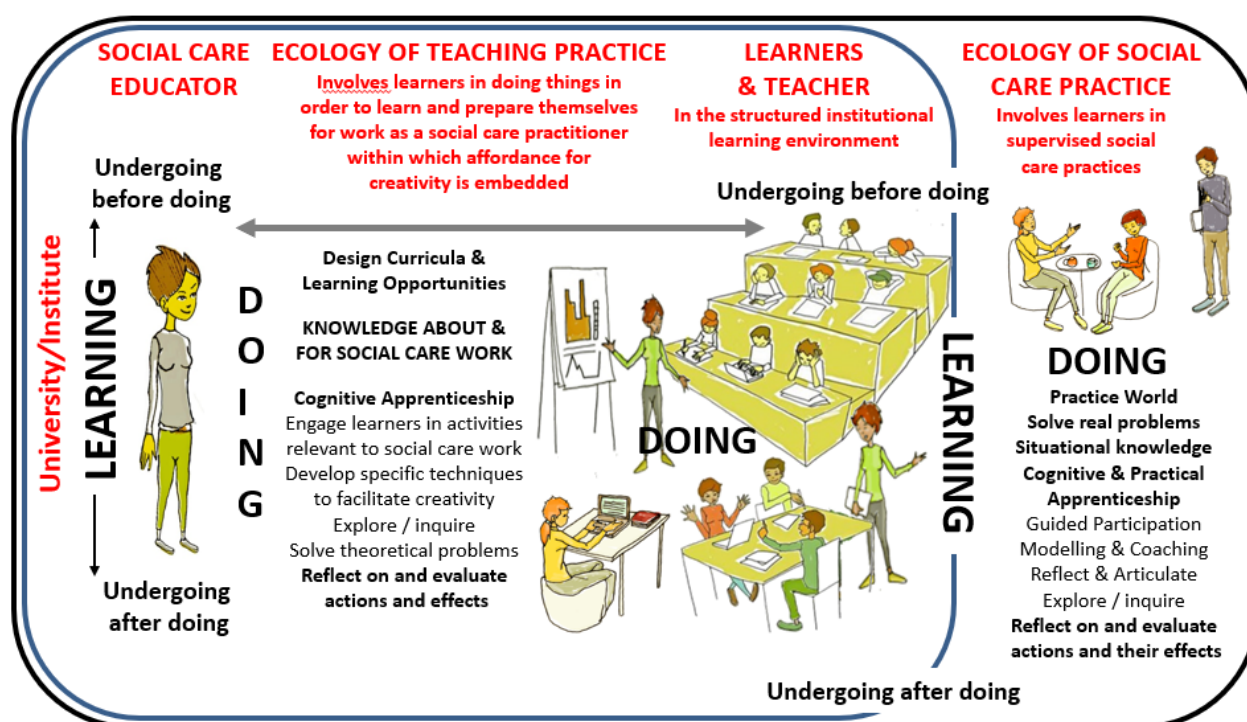 SOCIAL CARE
EDUCATOR
ECOLOGY OF TEACHING PRACTICE
Involves learners in doing things in
order to learn and prepare themselves
for work as a social care practitioner
within which affordance for
creativity is embedded
LEARNERS
& TEACHER
In the structured institutional
learning environment
ECOLOGY OF SOCIAL
CARE PRACTICE
Involves learners in
supervised social
care practices
University/Institute
Undergoing
before doing
LEARNING
Undergoing
after doing
DOING
Design Curricula &
Learning Opportunities
KNOWLEDGE ABOUT &
FOR SOCIAL CARE WORK
Cognitive Apprenticeship
Engage learners in activities
relevant to social care work
Develop specific techniques
to facilitate creativity
Explore / inquire
Solve theoretical problems
Reflect on and evaluate
actions and effects
Undergoing before doing
DOING
LEARNING
Undergoing after doing
DOING
Practice World
Solve real problems
Situational knowledge
Cognitive & Practical
Apprenticeship
Guided Participation
Modelling & Coaching
Reflect & Articulate
Explore / inquire
Reflect on and evaluate
actions and their effects